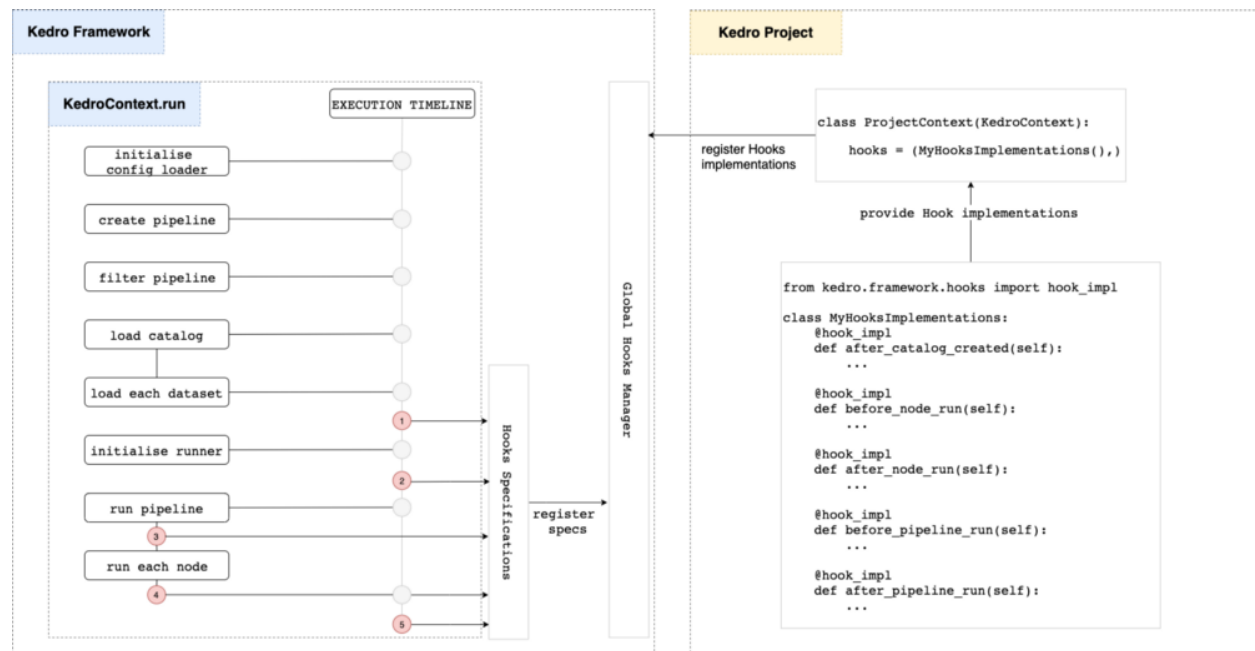 Kedro Framework
KedroContext.run
EXECUTION TIMELINE
initialise
config loader
create pipeline
filter pipeline
load catalog
load each dataset
1
initialise runner
2
run pipeline
3
run each node
4
5
Hooks Specifications
register
specs
Global Hooks Manager
Kedro Project
register Hooks
implementations
class ProjectContext(KedroContext):
hooks = (MyHooksImplementations(),)
provide Hook implementations
from kedro.framework.hooks import hook_impl
class MyHooksImplementations:
@hook_impl
def after_catalog_created(self):
...
@hook_impl
def before_node_run(self):
...
@hook_impl
def after_node_run(self):
...
@hook_impl
def before_pipeline_run(self):
...
@hook_impl
def after_pipeline_run(self):
...